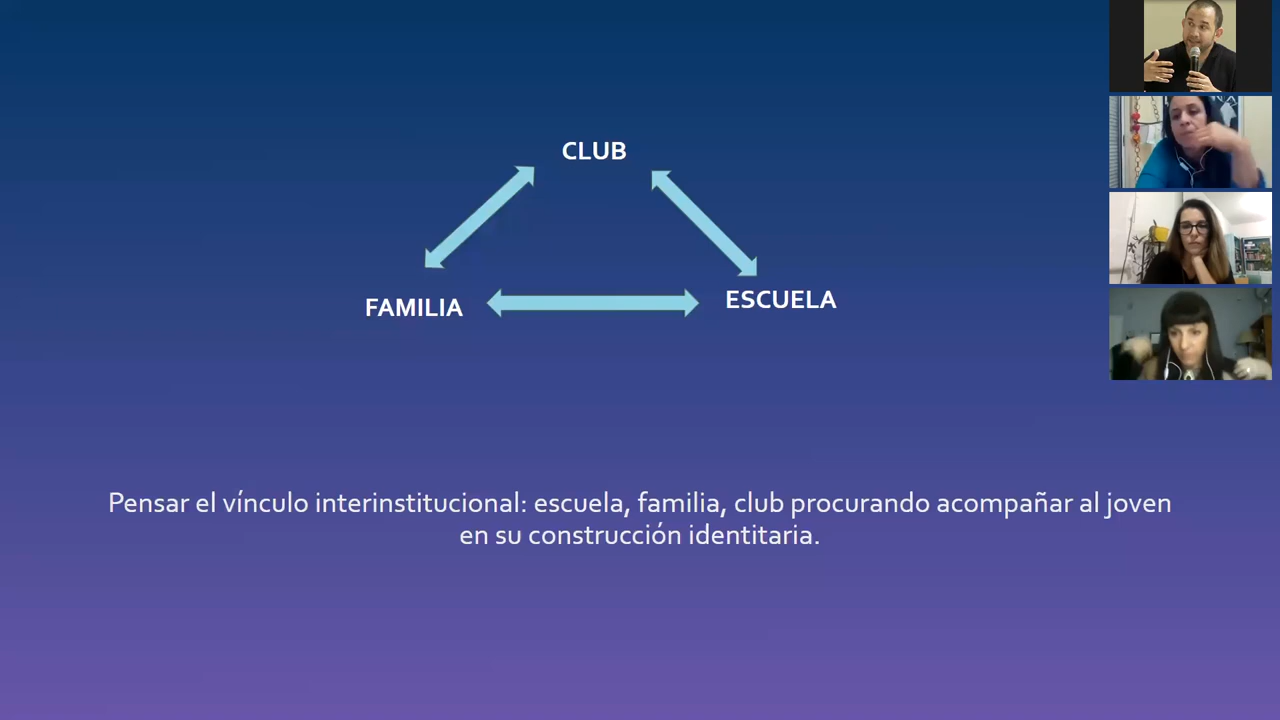 CLUB
FAMILIA
ESCUELA
Pensar el vínculo interinstitucional: escuela, familia, club procurando acompañar al joven
en su construcción identitaria.